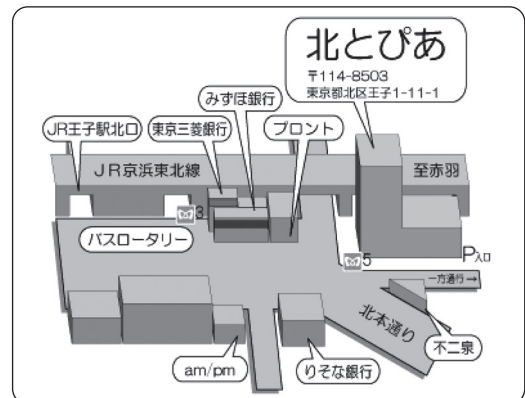 北とぴあ
〒114-8503
東京都北区王子1-11-1
みずほ銀行
JR王子駅北口
東京三菱銀行
プロント
JR京浜東北線
至赤羽
3
バスロータリー
5
P入口
一方通行→
北本通り
不二泉
am/pm
りそな銀行